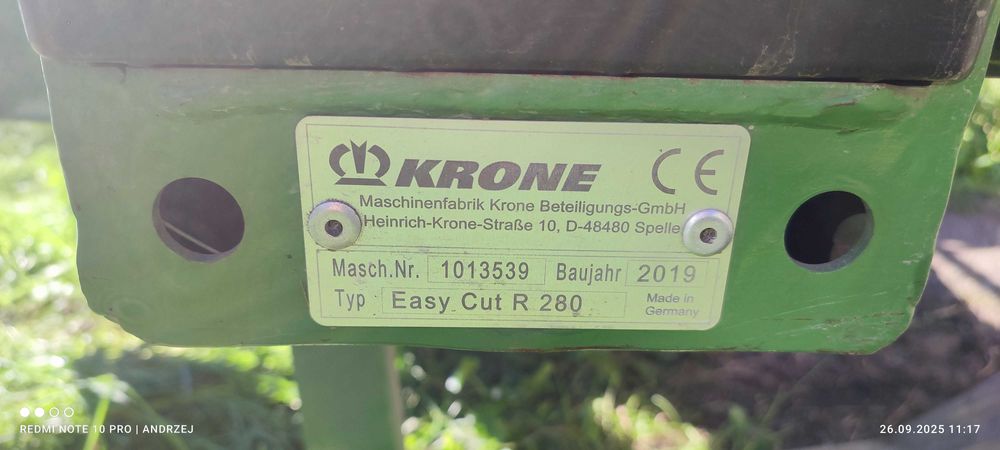 KRONE CE
Maschinenfabrik Krone Beteiligungs-GmbH
Heinrich-Krone-Straße 10, D-48480 Spelle
Masch.Nr. 1013539 Baujahr 2019
Typ Easy Cut R 280 Made in
Germany
REDMI NOTE 10 PRO | ANDRZEJ
26.09.2025 11:17